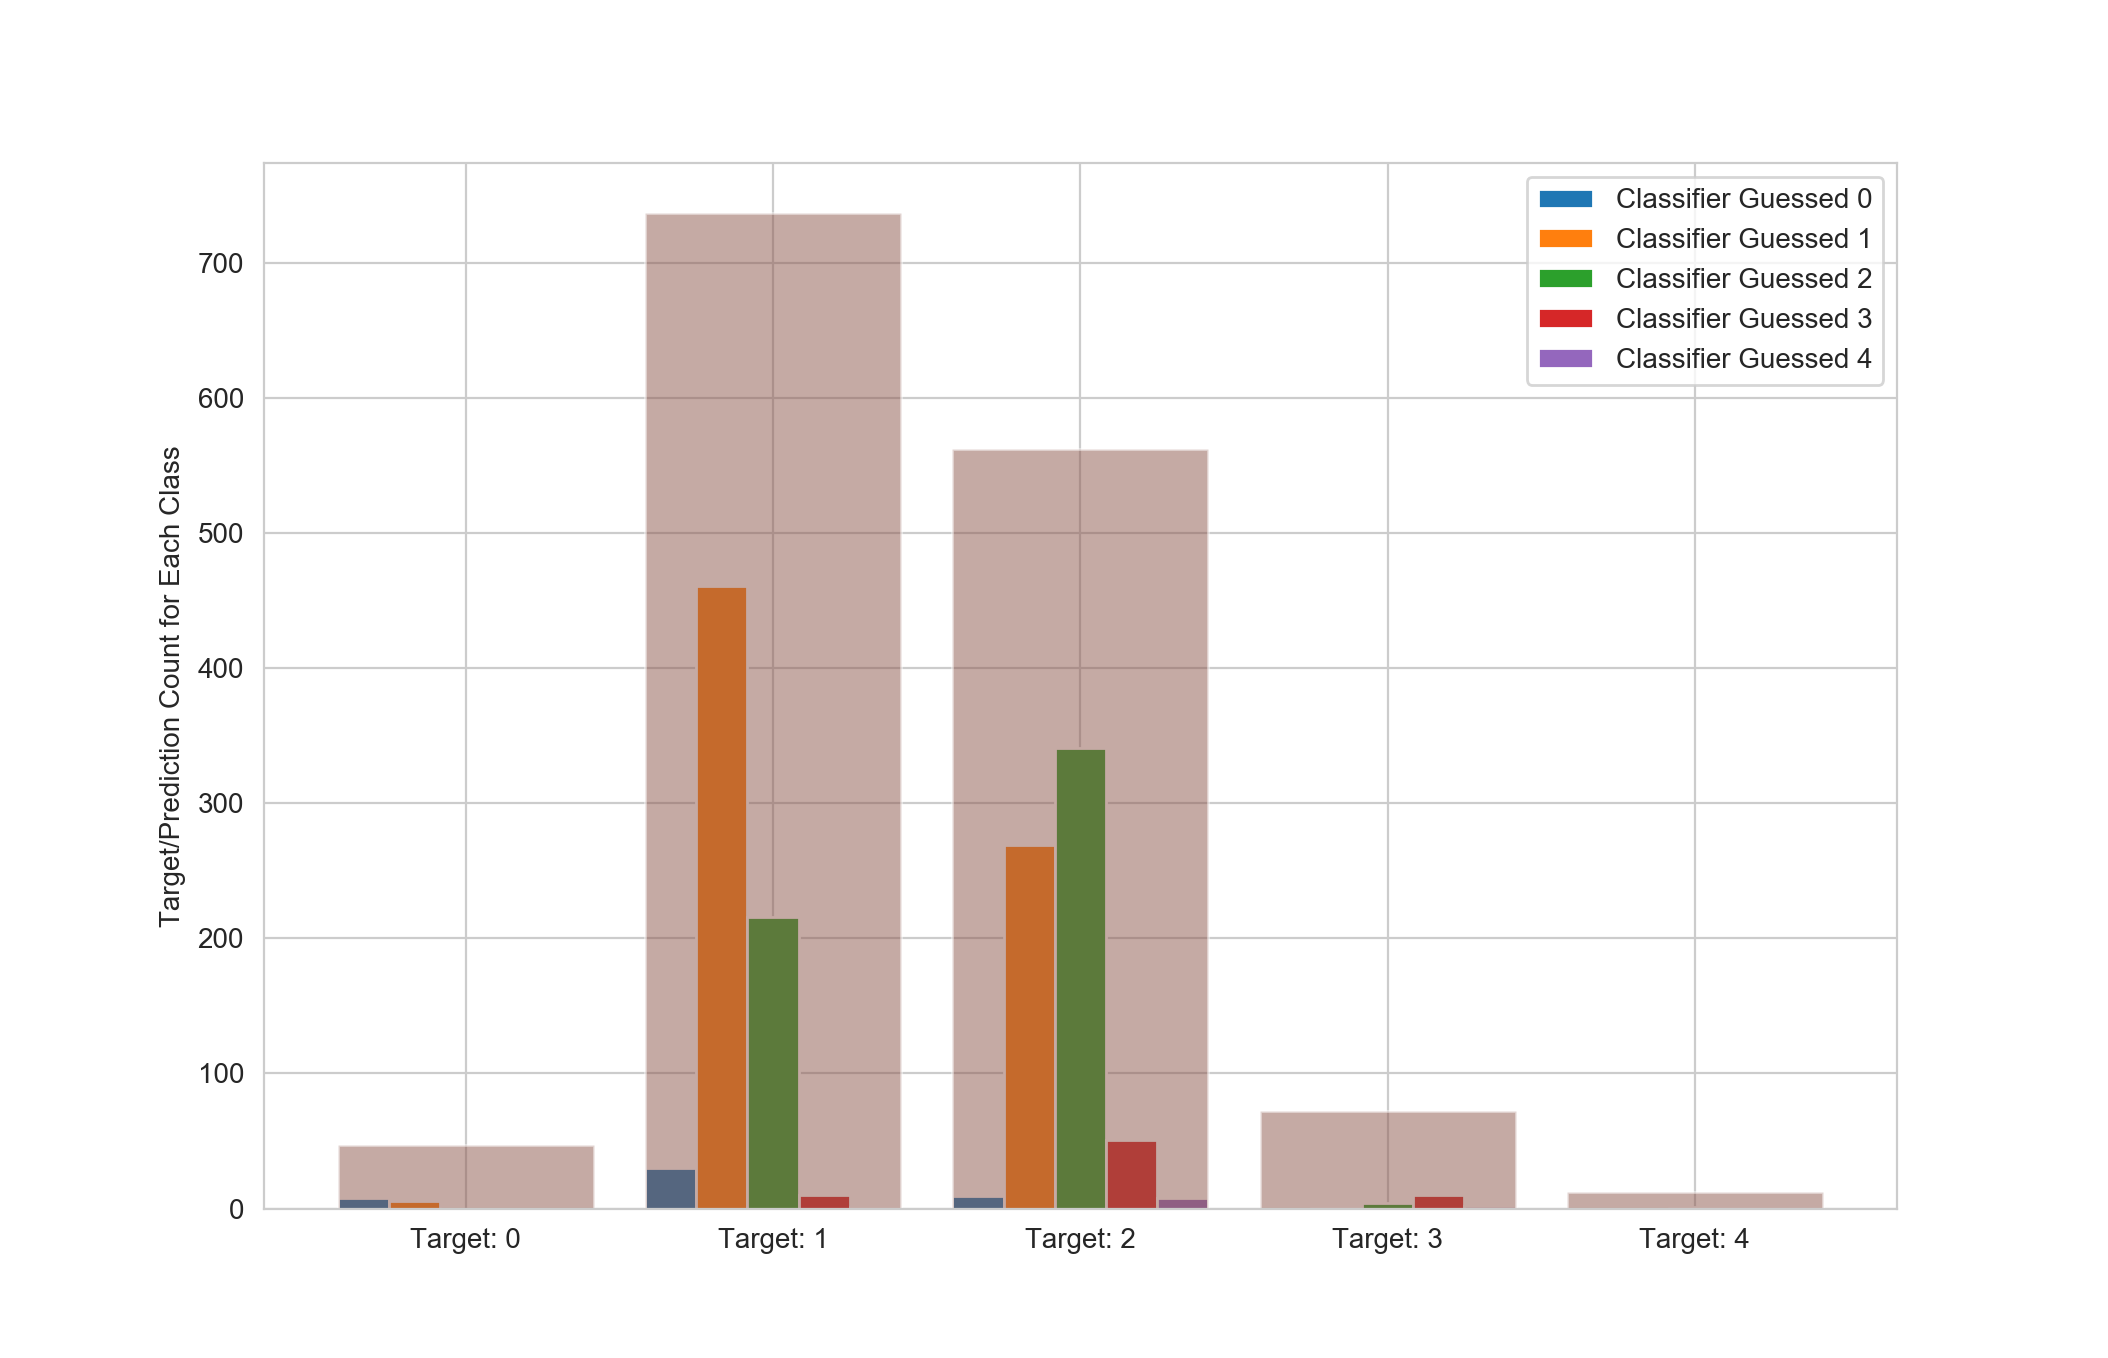 Target/Prediction Count for Each Class
700
600
500
400
300
200
100
0
Target: 0
Target: 1
Target: 2
Target: 3
Target: 4
Classifier Guessed 0
Classifier Guessed 1
Classifier Guessed 2
Classifier Guessed 3
Classifier Guessed 4